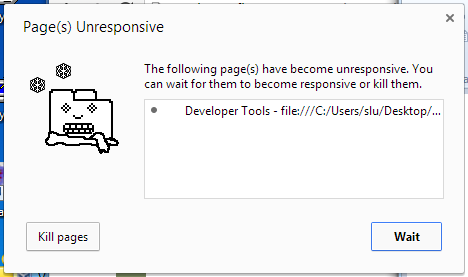 Page(s) Unresponsive
The following page(s) have become unresponsive. You
can wait for them to become responsive or kill them.
Developer Tools - file:///C:/Users/slu/Desktop/...
Kill pages
Wait